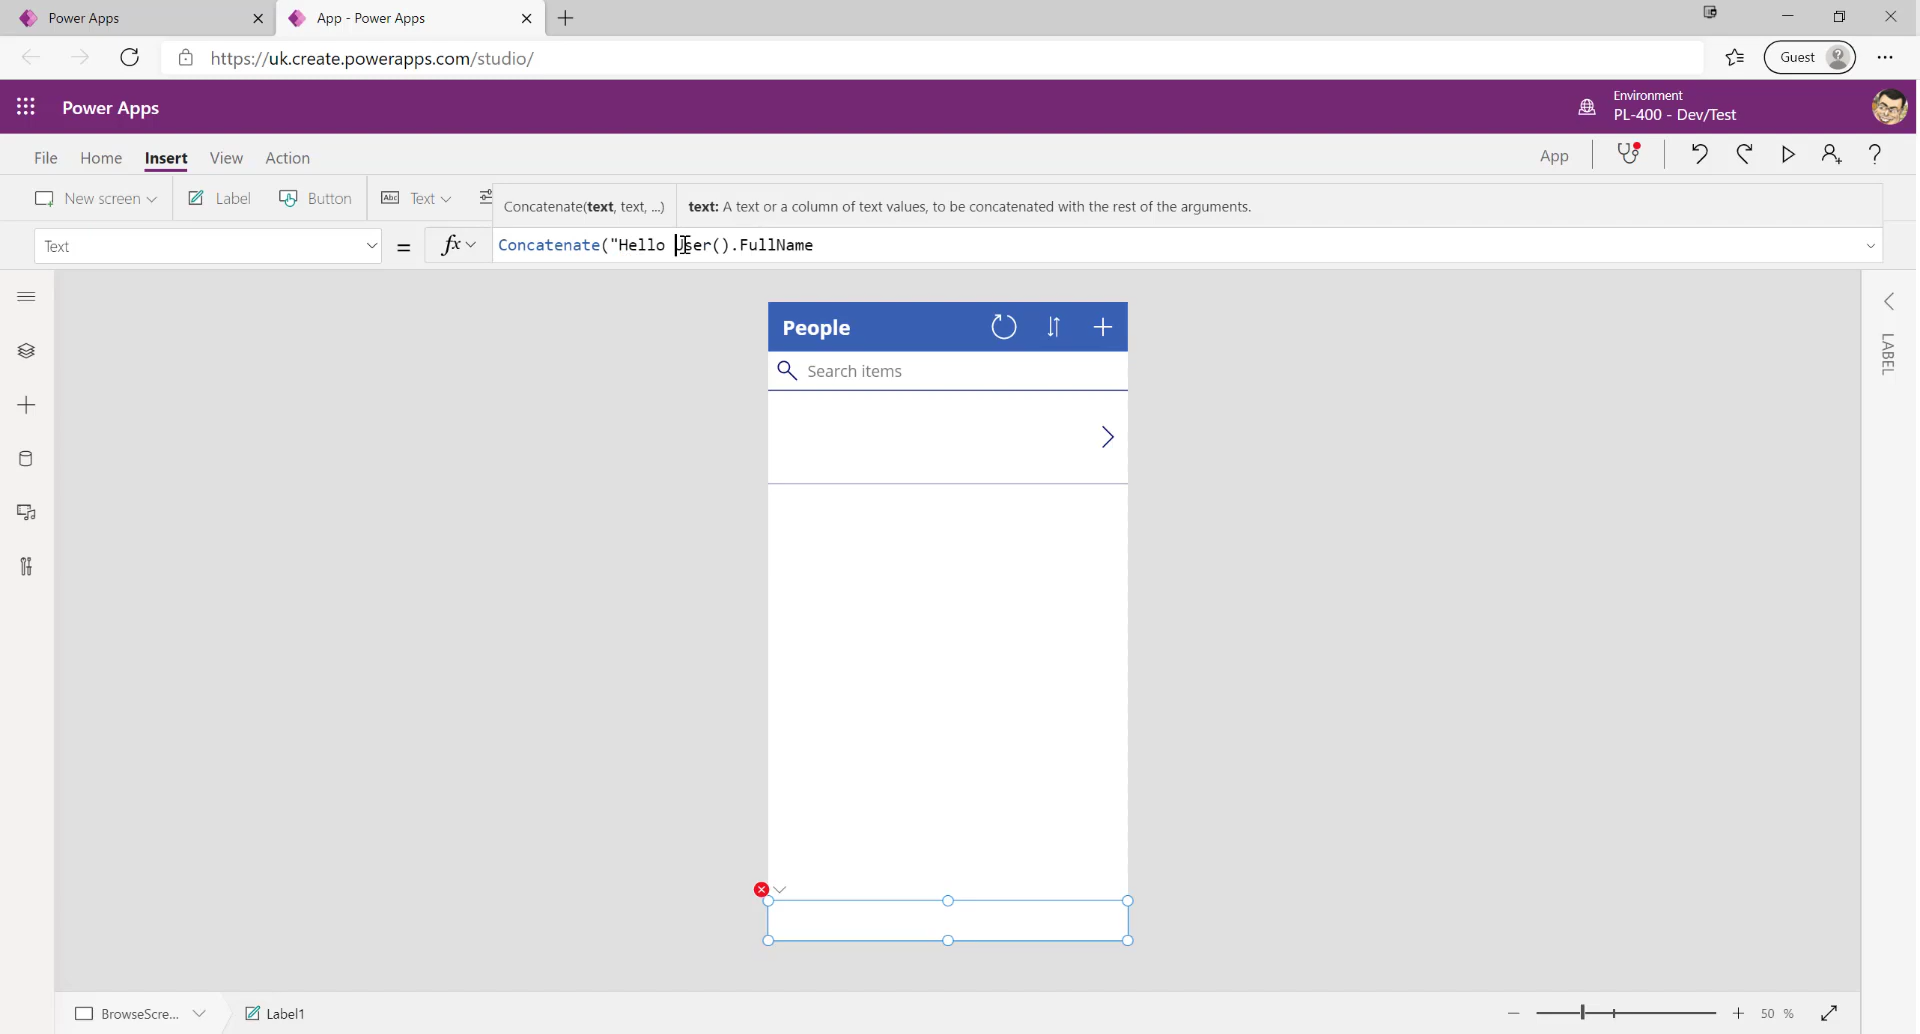 Power Apps
App - Power Apps
https://uk.create.powerapps.com/studio/
Guest
Power Apps
Environment
PL-400 - Dev/Test
File Home Insert View Action
App
New screen
Label
Button
Abc Text
Concatenate(text, text, ...)
text: A text or a column of text values, to be concatenated with the rest of the arguments.
Text
=
fx
Concatenate("Hello User().FullName
People
Search items
LABEL
BrowseScre...
Label1
50 %